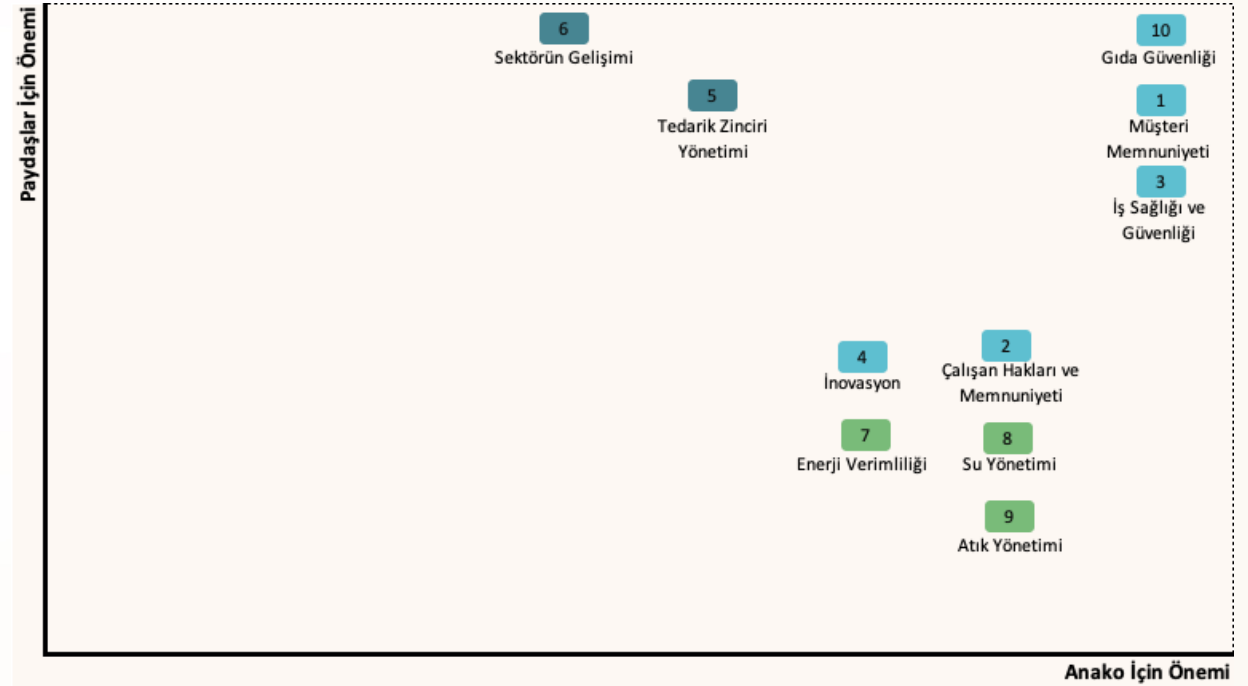 Paydaşlar İçin Önemi
6
Sektörün Gelişimi
10
Gıda Güvenliği
5
Tedarik Zinciri
Yönetimi
1
Müşteri
Memnuniyeti
3
İş Sağlığı ve
Güvenliği
4
İnovasyon
2
Çalışan Hakları ve
Memnuniyeti
7
Enerji Verimliliği
8
Su Yönetimi
9
Atık Yönetimi
Anako İçin Önemi